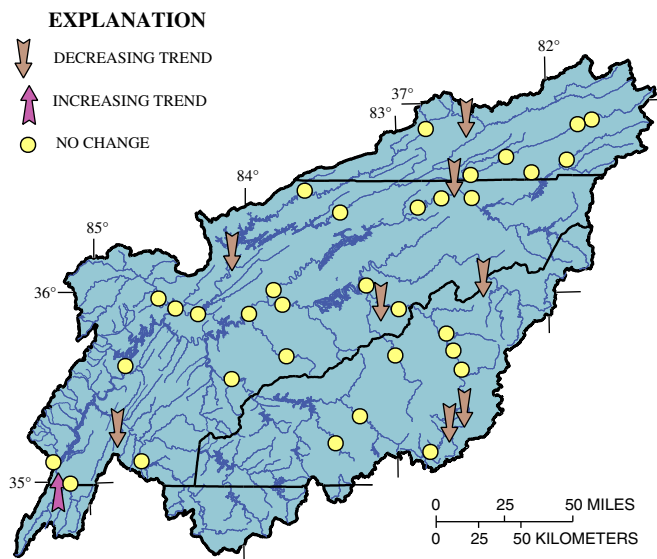 EXPLANATION
DECREASING TREND
INCREASING TREND
NO CHANGE
82°
37°
83°
84°
85°
36°
35°
0 25 50 MILES
0 25 50 KILOMETERS